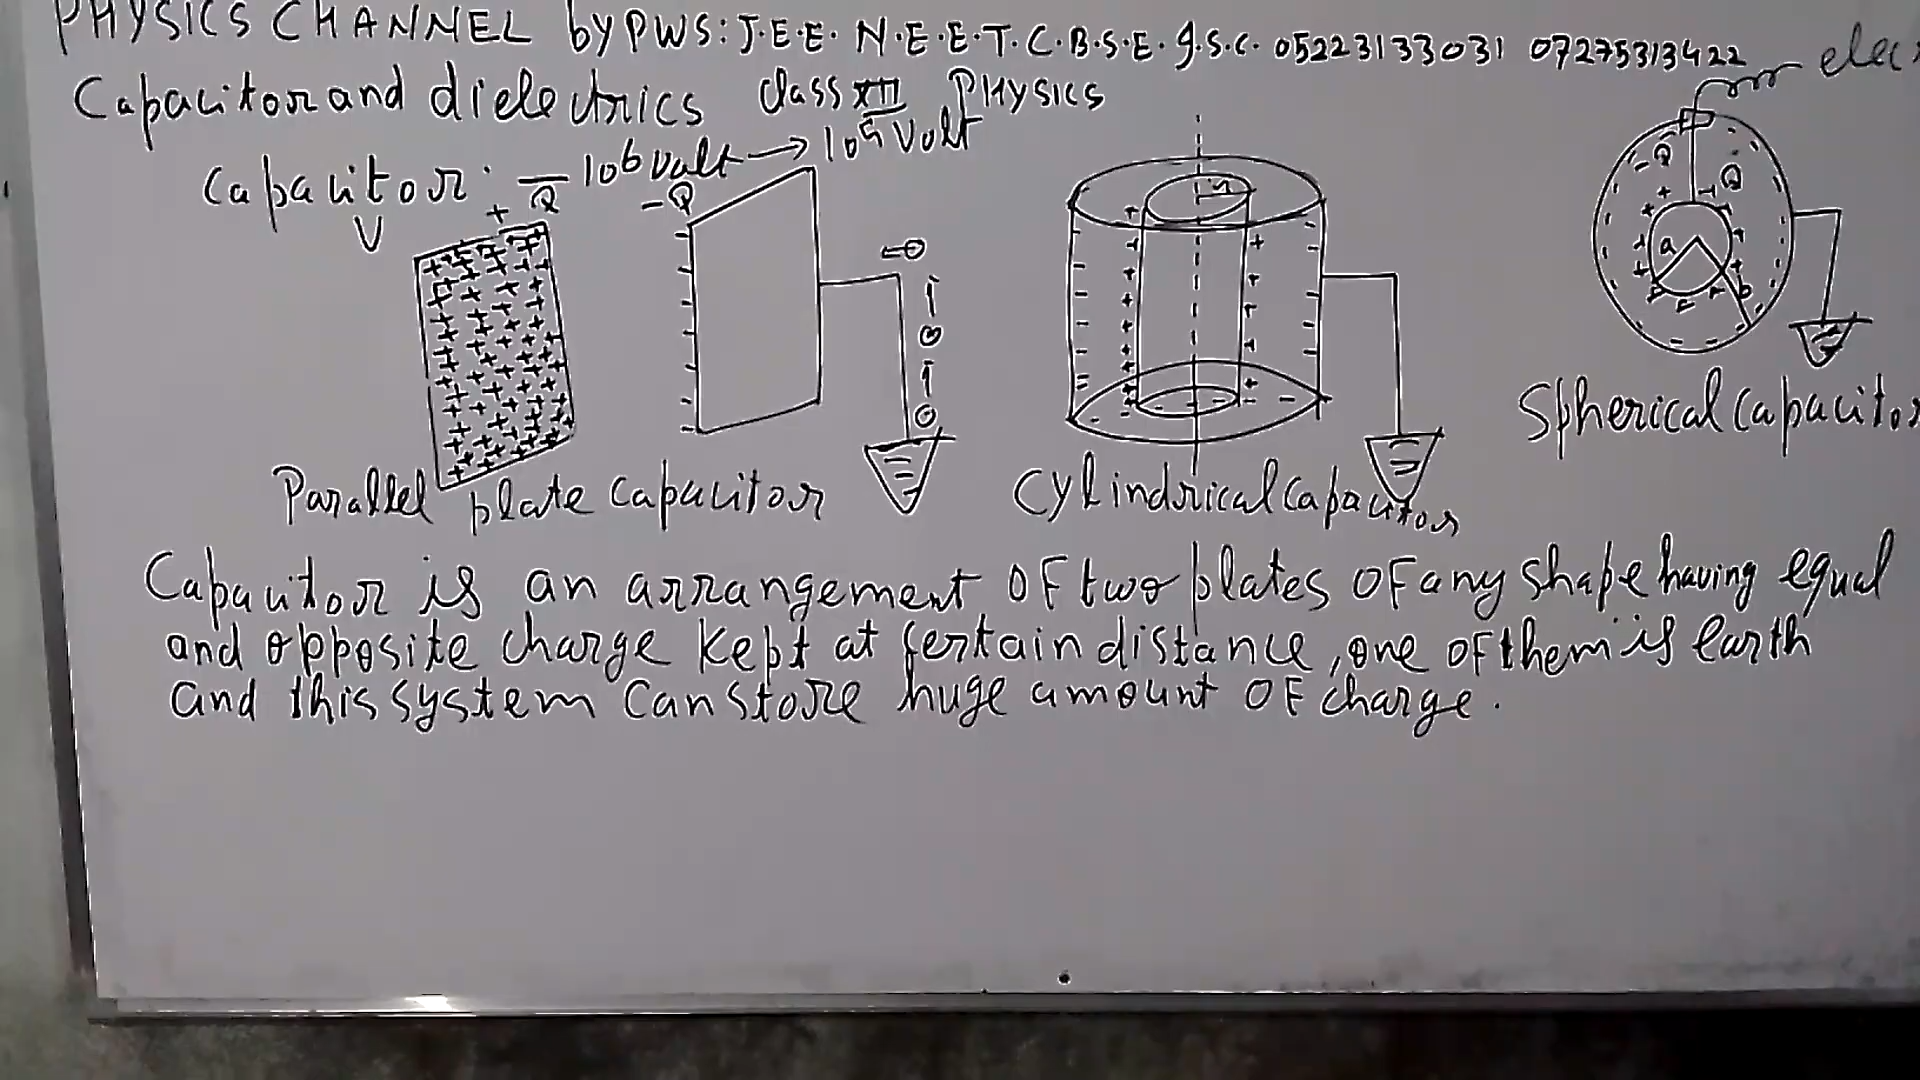 PHYSICS CHANNEL by PWS: J.E.E. N.E.E.T. C.B.S.E. I.S.C. 05223133031 07275313422
Capacitor and dielectrics Class XII PHYSICS
Capacitor: 10⁶ Volt → 10⁵ Volt
V + Q -Q
-Q Q
a b
Parallel plate capacitor
Cylindrical capacitor
Spherical capacitor
Capacitor is an arrangement OF two plates OF any shape having equal
and opposite charge kept at certain distance, one of them is earth
and this system can store huge amount OF charge.